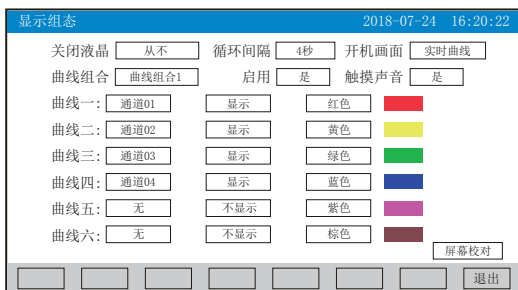 显示组态 2018-07-24 16:20:22
关闭液晶 从不 循环间隔 4秒 开机画面 实时曲线
曲线组合 曲线组合1 启用 是 触摸声音 是
曲线一: 通道01 显示 红色
曲线二: 通道02 显示 黄色
曲线三: 通道03 显示 绿色
曲线四: 通道04 显示 蓝色
曲线五: 无 不显示 紫色
曲线六: 无 不显示 棕色
屏幕校对
退出